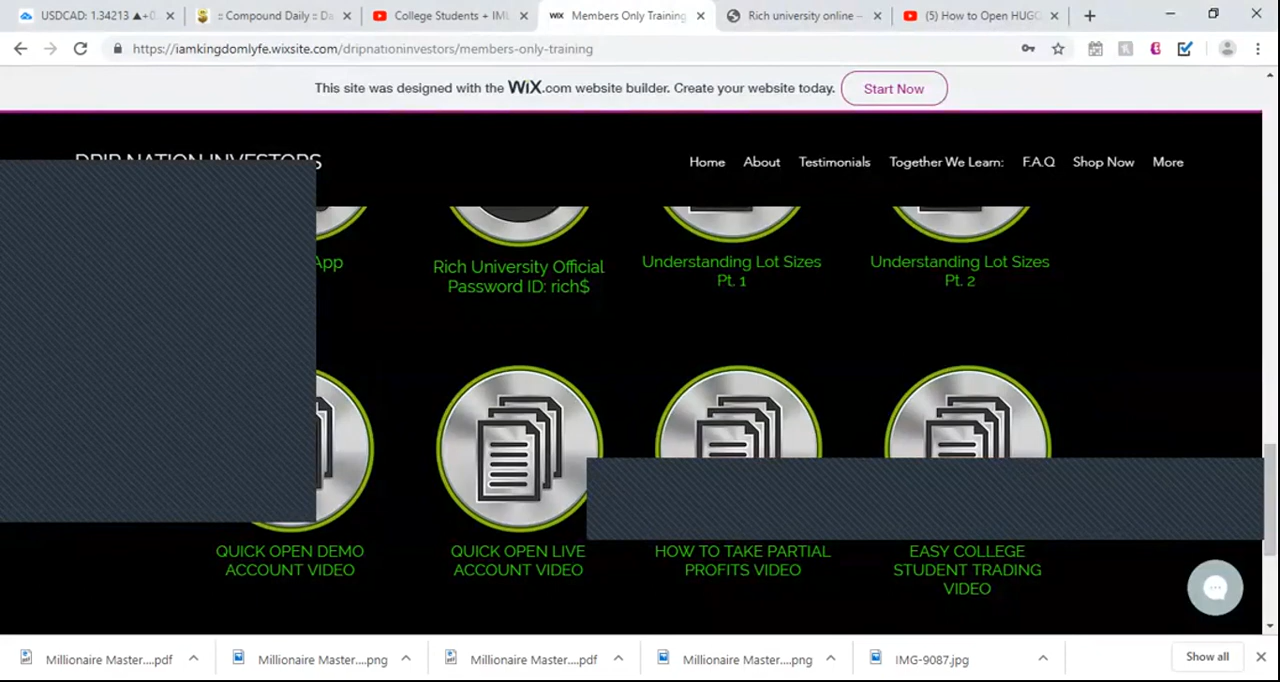 USDCAD: 1.34213 ▲+0
:: Compound Daily :: Da
College Students + IML
WiX Members Only Training
Rich university online –
(5) How to Open HUGO
https://iamkingdomlyfe.wixsite.com/dripnationinvestors/members-only-training
This site was designed with the WiX.com website builder. Create your website today.
Start Now
DRIP NATION INVESTORS
Home About Testimonials Together We Learn: F.A.Q Shop Now More
App
Rich University Official
Password ID: rich$
Understanding Lot Sizes
Pt. 1
Understanding Lot Sizes
Pt. 2
QUICK OPEN DEMO
ACCOUNT VIDEO
QUICK OPEN LIVE
ACCOUNT VIDEO
HOW TO TAKE PARTIAL
PROFITS VIDEO
EASY COLLEGE
STUDENT TRADING
VIDEO
Millionaire Master....pdf
Millionaire Master....png
Millionaire Master....pdf
Millionaire Master....png
IMG-9087.jpg
Show all